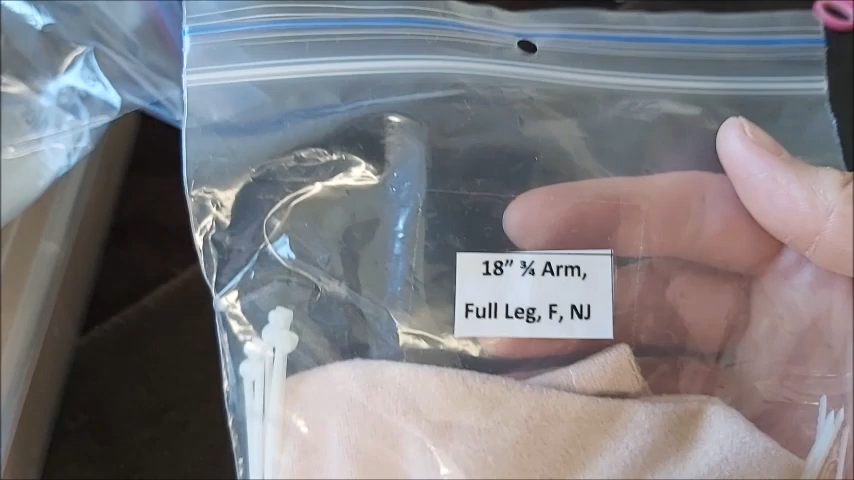 18” ¾ Arm,
Full Leg, F, NJ